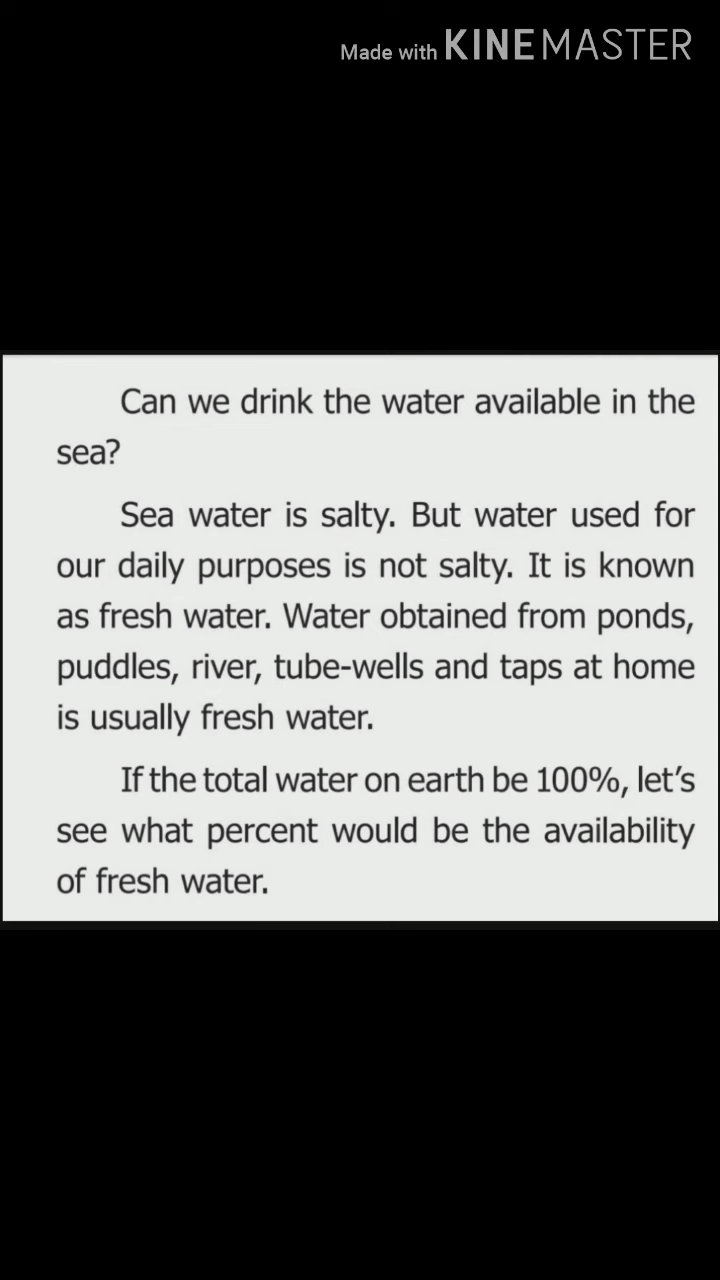 Made with KINEMASTER
Can we drink the water available in the
sea?
Sea water is salty. But water used for
our daily purposes is not salty. It is known
as fresh water. Water obtained from ponds,
puddles, river, tube-wells and taps at home
is usually fresh water.
If the total water on earth be 100%, let's
see what percent would be the availability
of fresh water.